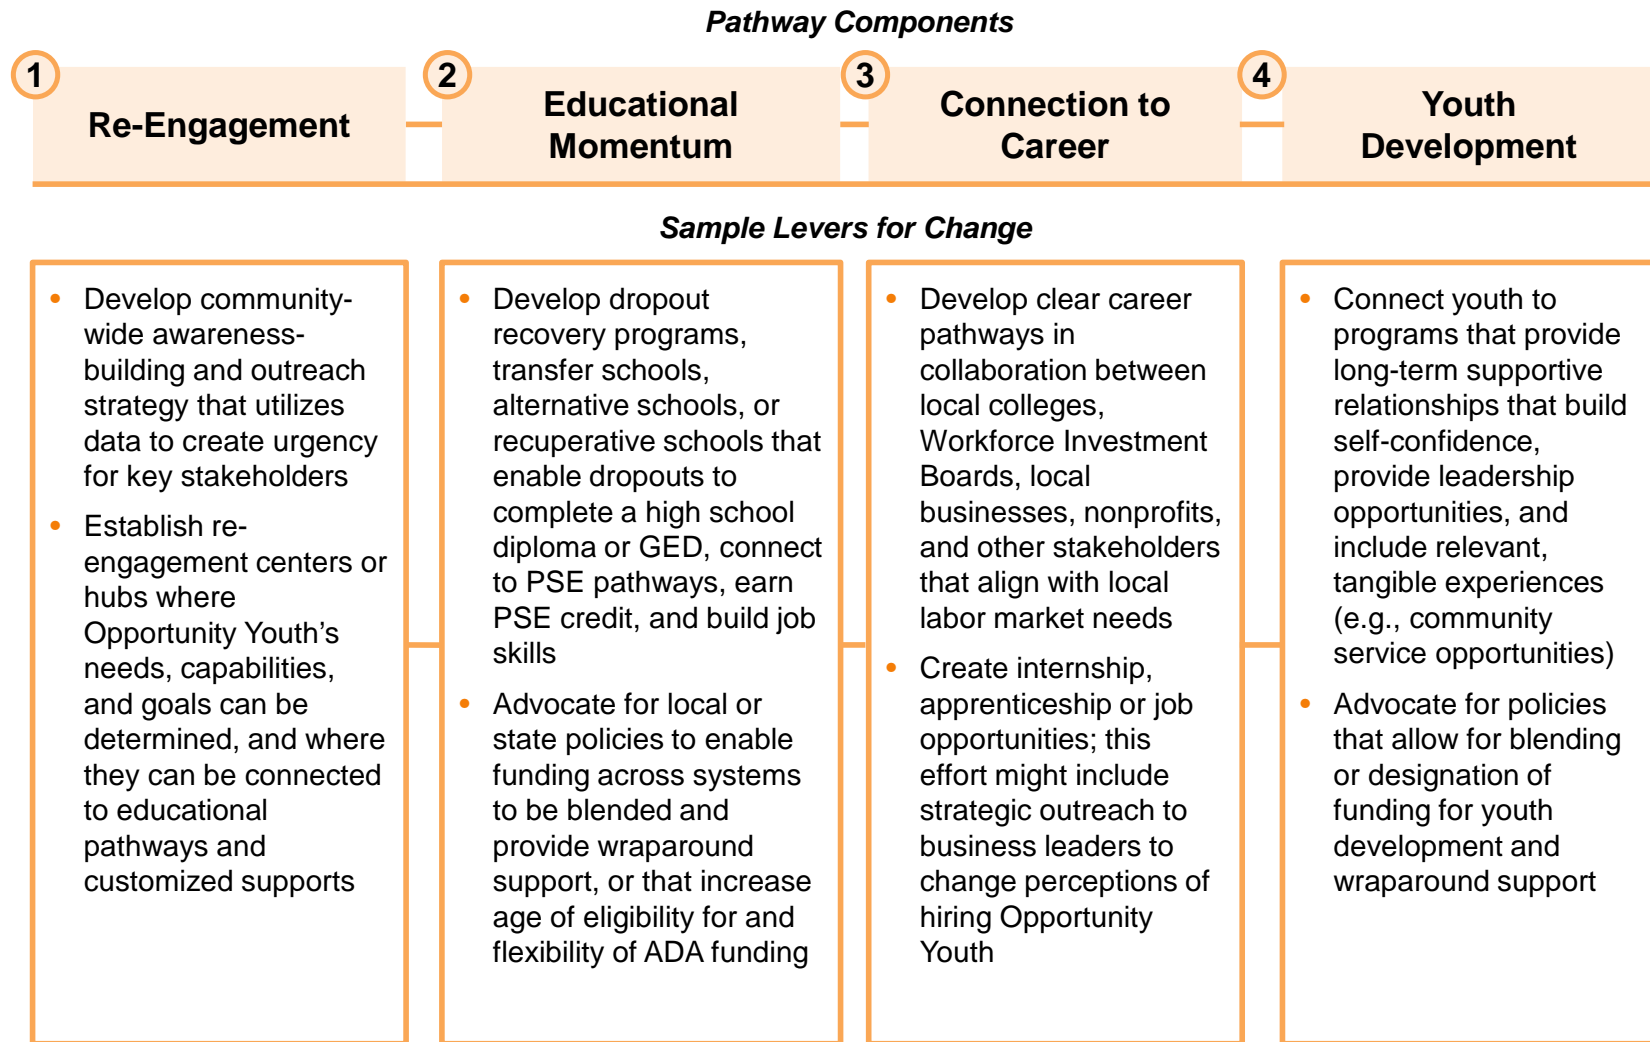 Pathway Components
1
Re-Engagement
2
Educational
Momentum
3
Connection to
Career
4
Youth
Development
Sample Levers for Change
• Develop community-
wide awareness-
building and outreach
strategy that utilizes
data to create urgency
for key stakeholders
• Establish re-
engagement centers or
hubs where
Opportunity Youth’s
needs, capabilities,
and goals can be
determined, and where
they can be connected
to educational
pathways and
customized supports
• Develop dropout
recovery programs,
transfer schools,
alternative schools, or
recuperative schools that
enable dropouts to
complete a high school
diploma or GED, connect
to PSE pathways, earn
PSE credit, and build job
skills
• Advocate for local or
state policies to enable
funding across systems
to be blended and
provide wraparound
support, or that increase
age of eligibility for and
flexibility of ADA funding
• Develop clear career
pathways in
collaboration between
local colleges,
Workforce Investment
Boards, local
businesses, nonprofits,
and other stakeholders
that align with local
labor market needs
• Create internship,
apprenticeship or job
opportunities; this
effort might include
strategic outreach to
business leaders to
change perceptions of
hiring Opportunity
Youth
• Connect youth to
programs that provide
long-term supportive
relationships that build
self-confidence,
provide leadership
opportunities, and
include relevant,
tangible experiences
(e.g., community
service opportunities)
• Advocate for policies
that allow for blending
or designation of
funding for youth
development and
wraparound support